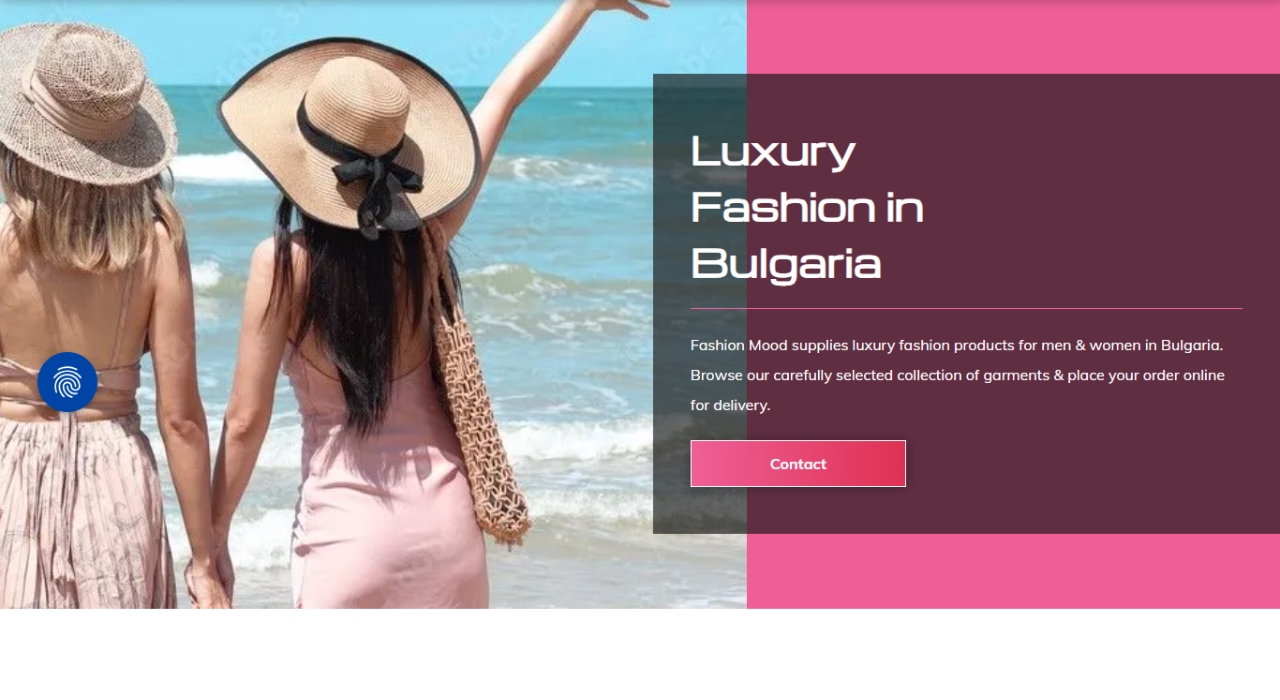 Luxury
Fashion in
Bulgaria
Fashion Mood supplies luxury fashion products for men & women in Bulgaria.
Browse our carefully selected collection of garments & place your order online
for delivery.
Contact